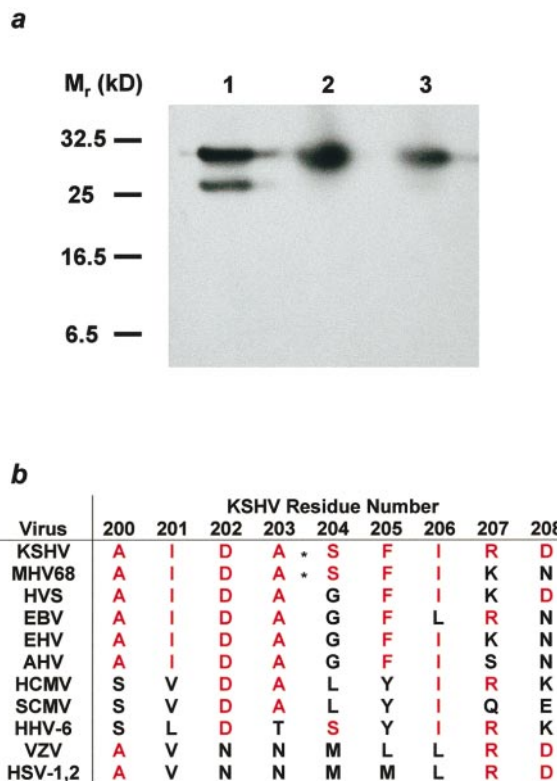 a
Mr (kD) 1 2 3
32.5
25
16.5
6.5
b
KSHV Residue Number
Virus 200 201 202 203 204 205 206 207 208
KSHV A I D A * S F I R D
MHV68 A I D A * S F I K N
HVS A I D A G F I K D
EBV A I D A G F L R N
EHV A I D A G F I K N
AHV A I D A G F I S N
HCMV S V D A L Y I R K
SCMV S V D A L Y I Q E
HHV-6 S L D T S Y I R K
VZV A V N N M L L R D
HSV-1,2 A V N N M M L R D